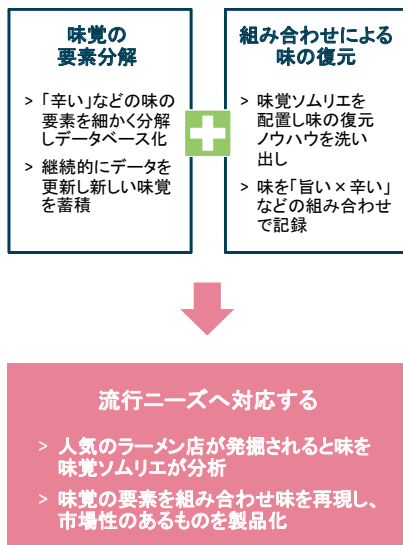 味覚の
要素分解
> 「辛い」などの味の
要素を細かく分解
しデータベース化
> 継続的にデータを
更新し新しい味覚
を蓄積
組み合わせによる
味の復元
> 味覚ソムリエを
配置し味の復元
ノウハウを洗い
出し
> 味を「旨い×辛い」
などの組み合わせ
で記録
流行ニーズへ対応する
> 人気のラーメン店が発掘されると味を
味覚ソムリエが分析
> 味覚の要素を組み合わせ味を再現し、
市場性のあるものを製品化